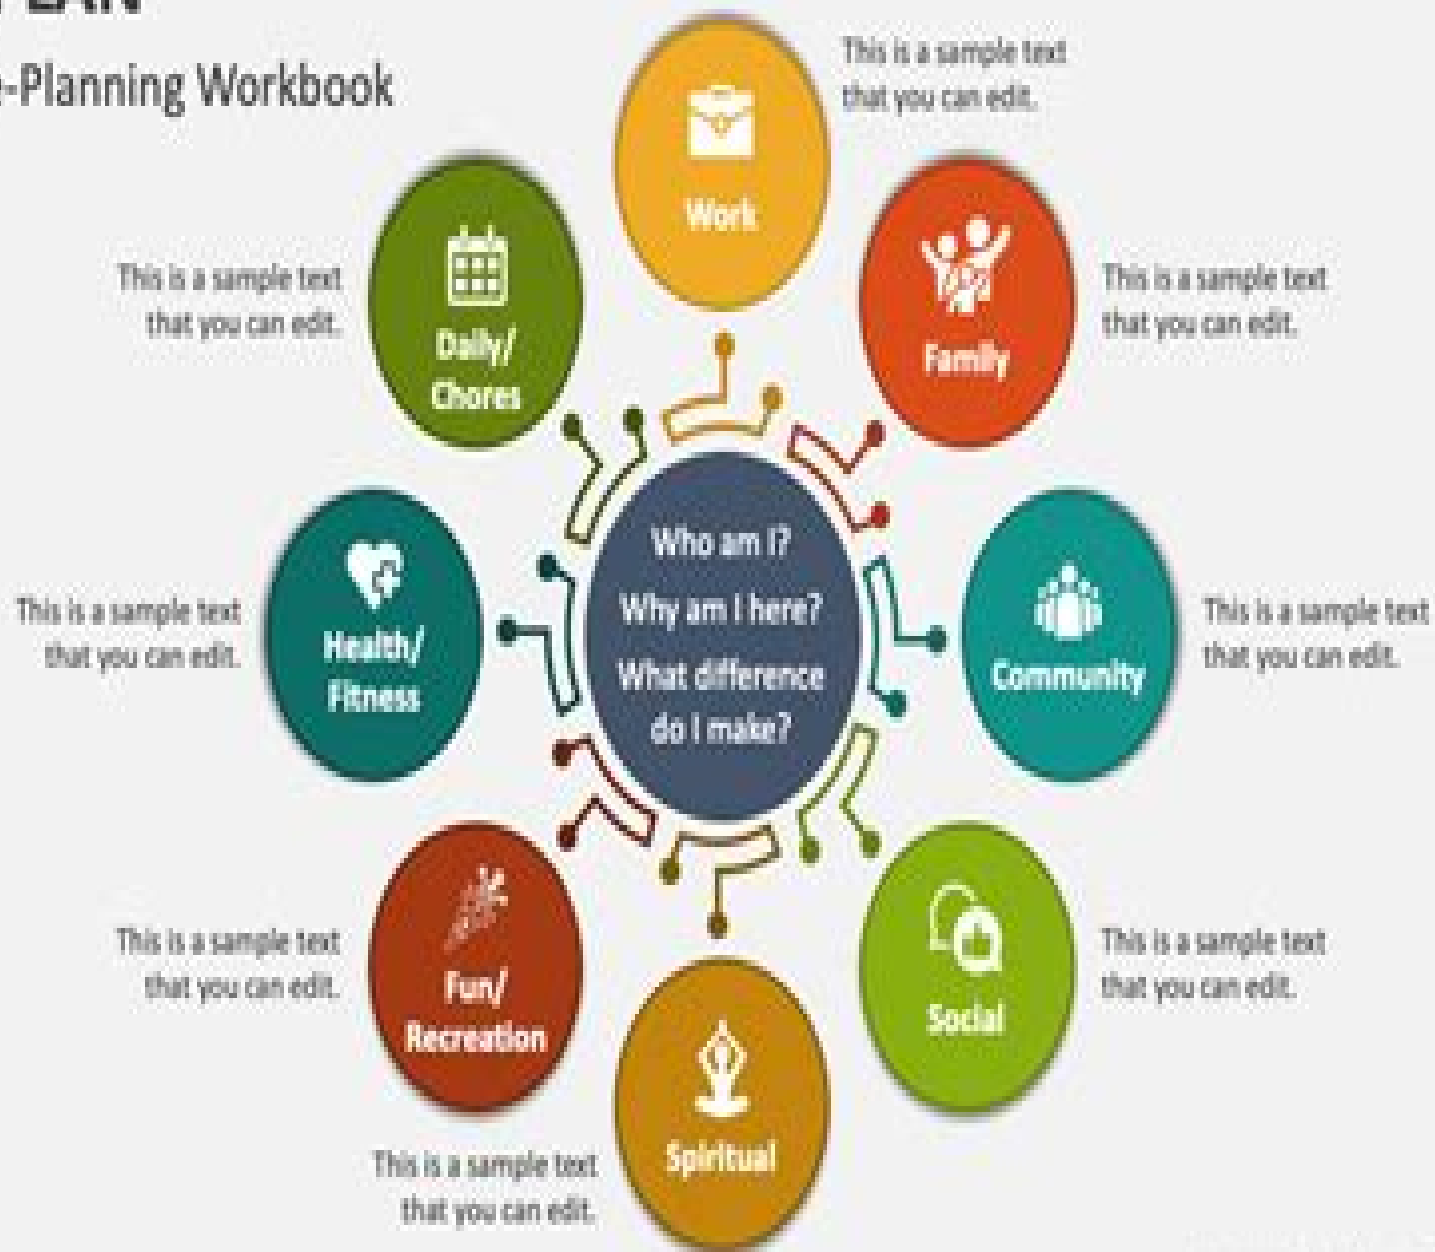 PLAN
e-Planning Workbook
Work
This is a sample text
that you can edit.
Family
This is a sample text
that you can edit.
Community
This is a sample text
that you can edit.
Social
This is a sample text
that you can edit.
Spiritual
This is a sample text
that you can edit.
Fun/
Recreation
This is a sample text
that you can edit.
Health/
Fitness
This is a sample text
that you can edit.
Daily/
Chores
This is a sample text
that you can edit.
Who am I?
Why am I here?
What difference
do I make?